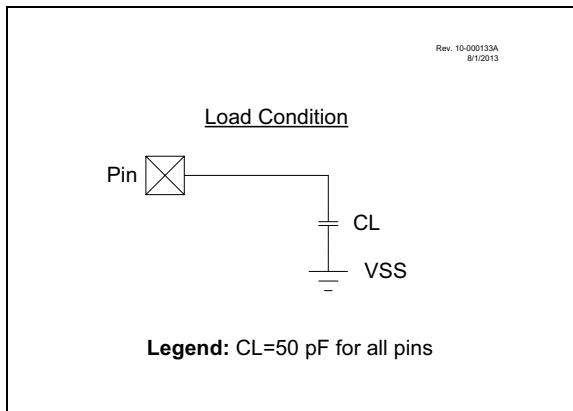 Rev. 10-000133A
8/1/2013
Load Condition
Pin
CL
VSS
Legend: CL=50 pF for all pins